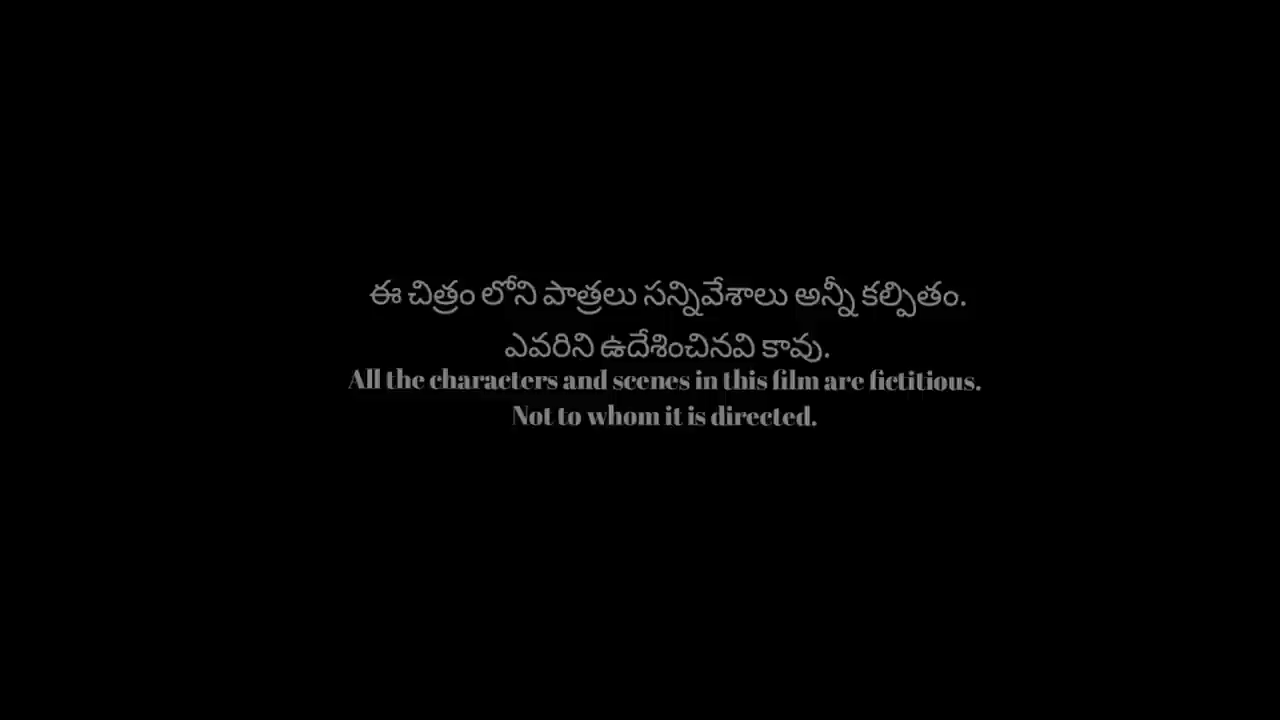 ఈ చిత్రం లోని పాత్రలు సన్నివేశాలు అన్నీ కల్పితం.
ఎవరిని ఉదేశించినవి కావు.
All the characters and scenes in this film are fictitious.
Not to whom it is directed.